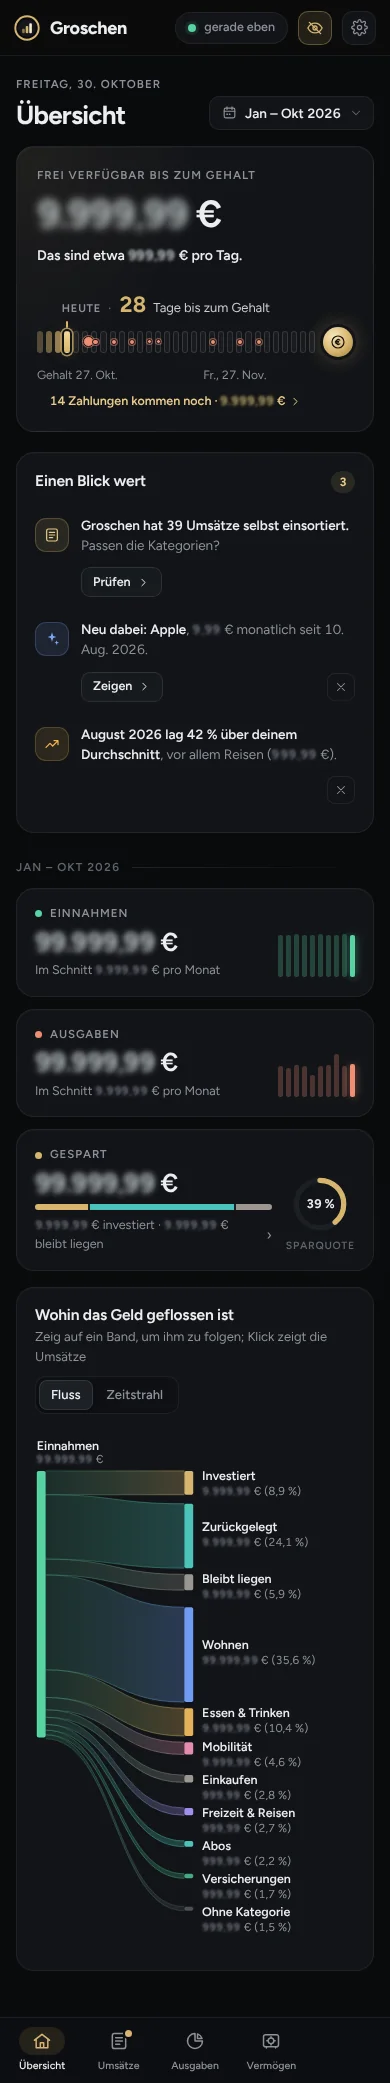 Groschen
gerade eben
FREITAG, 30. OKTOBER
Übersicht
Jan – Okt 2026
FREI VERFÜGBAR BIS ZUM GEHALT
€
Das sind etwa € pro Tag.
HEUTE · 28 Tage bis zum Gehalt
Gehalt 27. Okt.
Fr., 27. Nov.
14 Zahlungen kommen noch · €
Einen Blick wert
3
Groschen hat 39 Umsätze selbst einsortiert.
Passen die Kategorien?
Prüfen
Neu dabei: Apple, € monatlich seit 10.
Aug. 2026.
Zeigen
August 2026 lag 42 % über deinem
Durchschnitt, vor allem Reisen ( €).
JAN – OKT 2026
EINNAHMEN
€
Im Schnitt € pro Monat
AUSGABEN
€
Im Schnitt € pro Monat
GESPART
€
€ investiert · €
bleibt liegen
39 %
SPARQUOTE
Wohin das Geld geflossen ist
Zeig auf ein Band, um ihm zu folgen; Klick zeigt die
Umsätze
Fluss
Zeitstrahl
Einnahmen
€
Investiert
€ (8,9 %)
Zurückgelegt
€ (24,1 %)
Bleibt liegen
€ (5,9 %)
Wohnen
€ (35,6 %)
Essen & Trinken
€ (10,4 %)
Mobilität
€ (4,6 %)
Einkaufen
€ (2,8 %)
Freizeit & Reisen
€ (2,7 %)
Abos
€ (2,2 %)
Versicherungen
€ (1,7 %)
Ohne Kategorie
€ (1,5 %)
Übersicht
Umsätze
Ausgaben
Vermögen